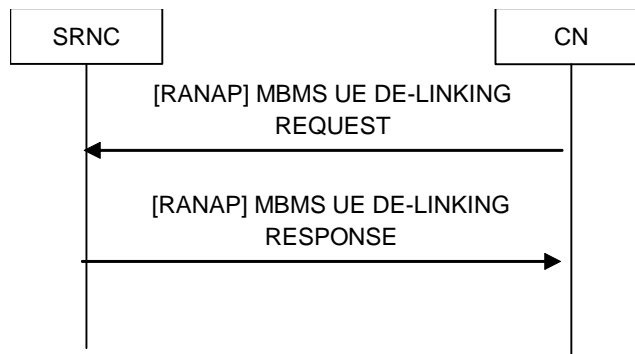 SRNC
CN
[RANAP] MBMS UE DE-LINKING
REQUEST
[RANAP] MBMS UE DE-LINKING
RESPONSE